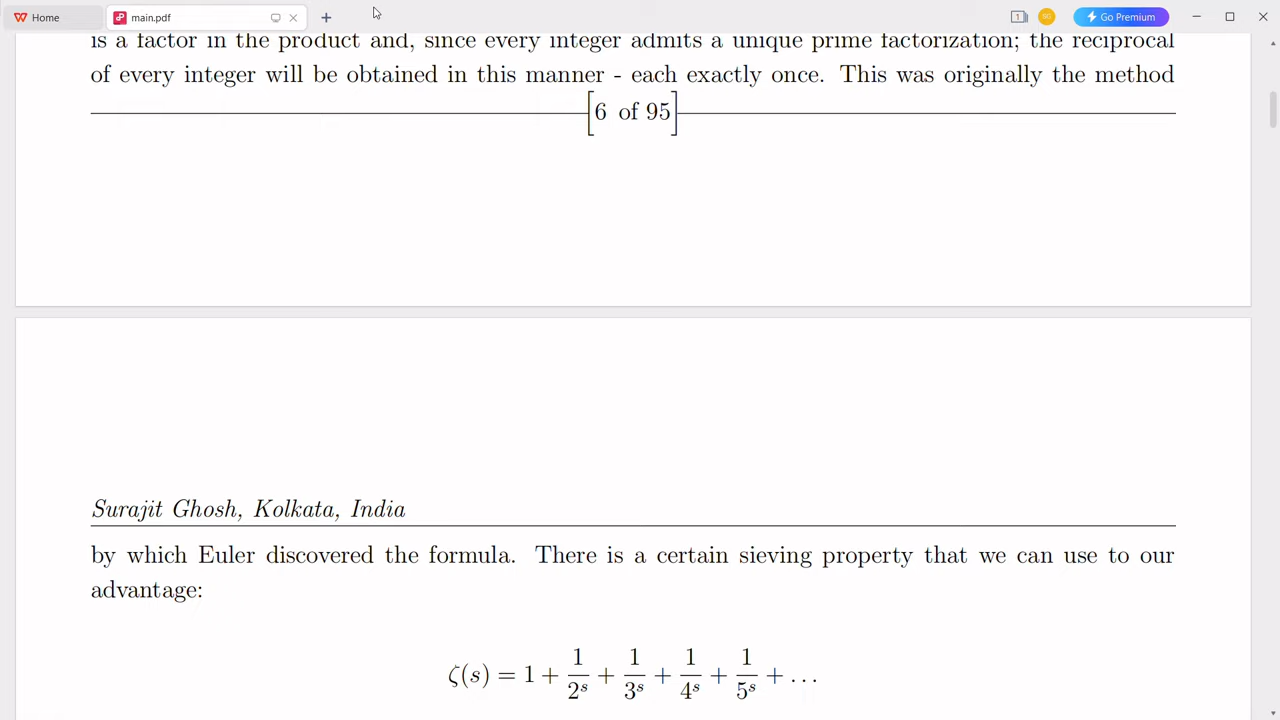 Home
main.pdf
1
Go Premium
is a factor in the product and, since every integer admits a unique prime factorization; the reciprocal
of every integer will be obtained in this manner - each exactly once. This was originally the method
[6 of 95]
Surajit Ghosh, Kolkata, India
by which Euler discovered the formula. There is a certain sieving property that we can use to our
advantage:
ζ(s) = 1 + 1/2^s + 1/3^s + 1/4^s + 1/5^s + ...